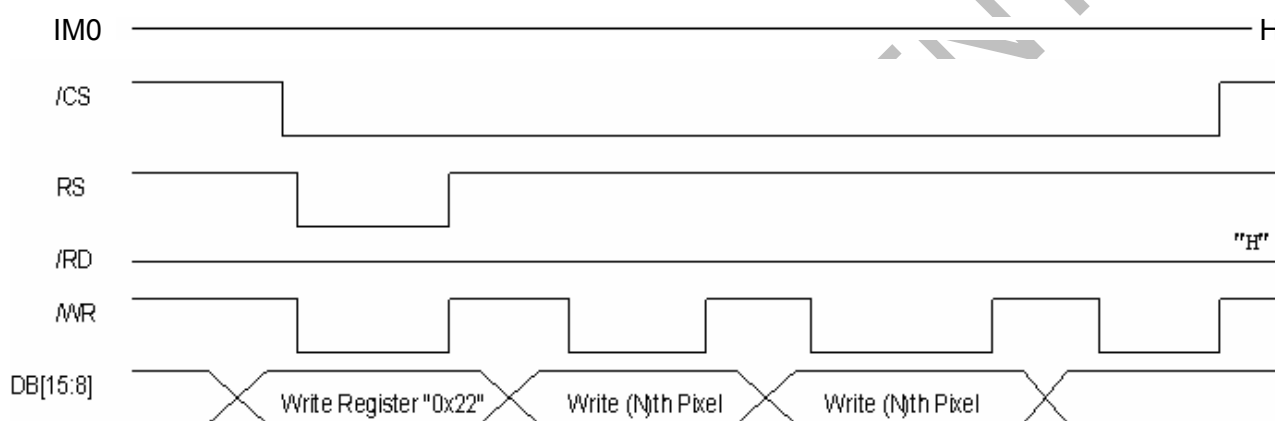 IM0 H
/CS
RS
"H"
/RD
/WR
DB[15:8] Write Register "0x22" Write (N)th Pixel Write (N)th Pixel